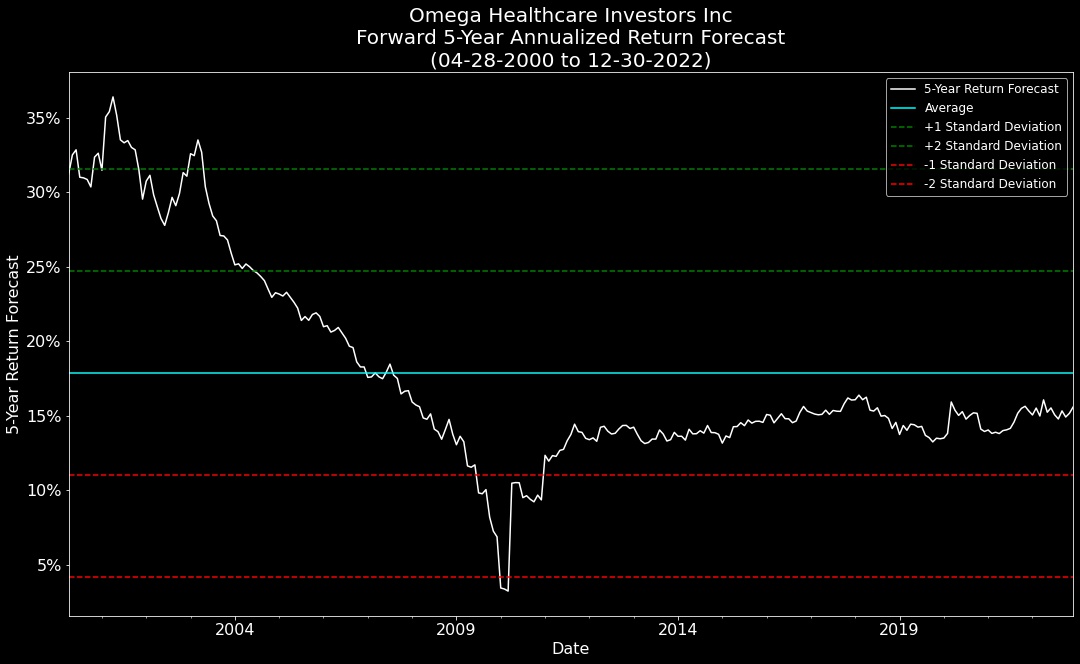 Omega Healthcare Investors Inc
Forward 5-Year Annualized Return Forecast
(04-28-2000 to 12-30-2022)
5-Year Return Forecast
Average
+1 Standard Deviation
+2 Standard Deviation
-1 Standard Deviation
-2 Standard Deviation
35%
30%
25%
20%
15%
10%
5%
5-Year Return Forecast
2004
2009
2014
2019
Date